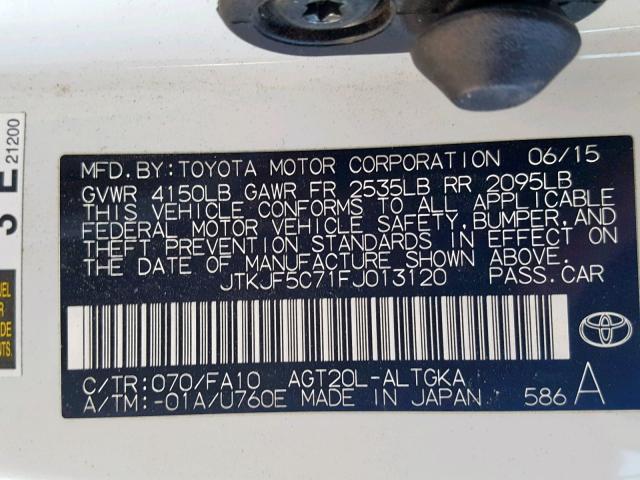 MFD.BY:TOYOTA MOTOR CORPORATION 06/15
GVWR 4150LB GAWR FR 2535LB RR 2095LB
THIS VEHICLE CONFORMS TO ALL APPLICABLE
FEDERAL MOTOR VEHICLE SAFETY,BUMPER,AND
THEFT PREVENTION STANDARDS IN EFFECT ON
THE DATE OF MANUFACTURE SHOWN ABOVE.
JTKJF5C71FJ013120 PASS.CAR
C/TR:070/FA10 AGT20L-ALTGKA
A/TM:-01A/U760E MADE IN JAPAN 586A
21200